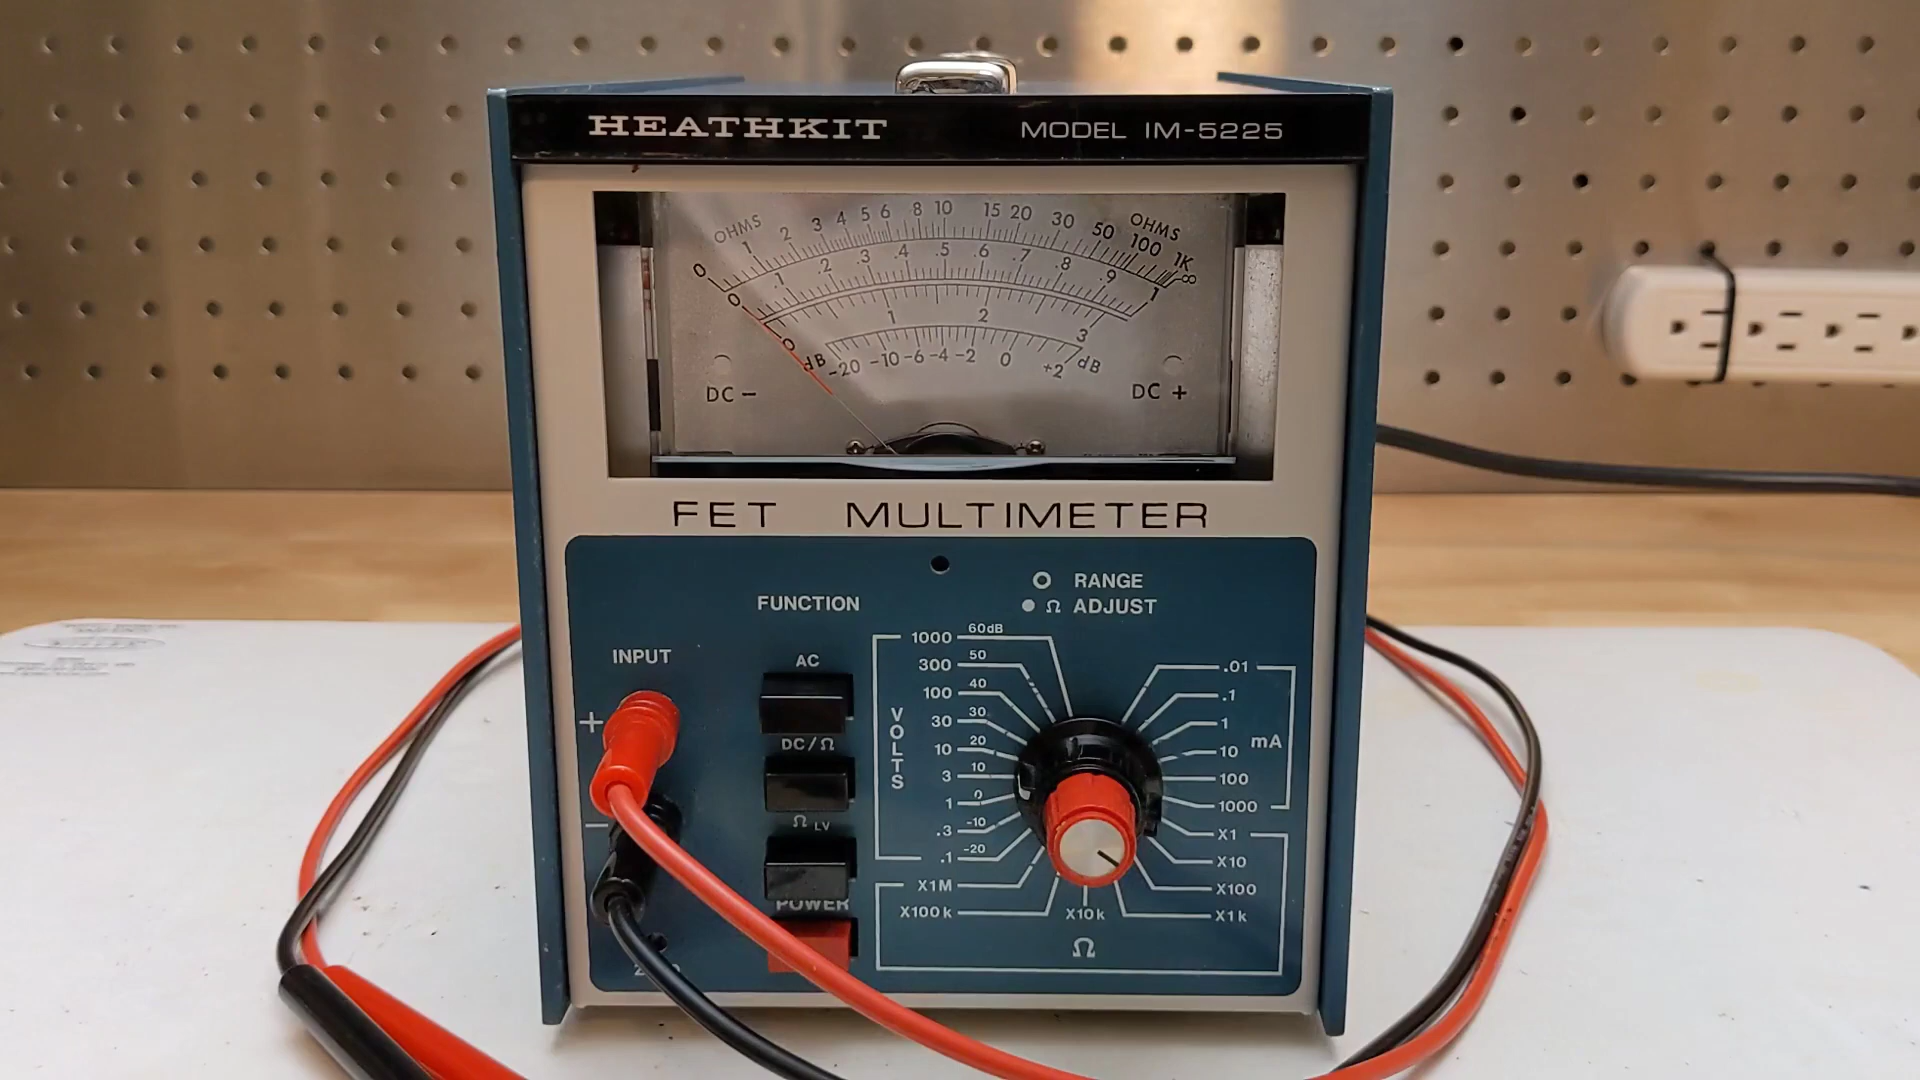 HEATHKIT MODEL IM-5225
OHMS 1 2 3 4 5 6 8 10 15 20 30 50 100 1K OHMS
0 ∞
0 .1 .2 .3 .4 .5 .6 .7 .8 .9 1
0 1 2 3
dB -20 -10 -6 -4 -2 0 +2 dB
DC − DC +
FET MULTIMETER
RANGE
Ω ADJUST
FUNCTION
INPUT
+
−
AC
DC/Ω
Ω LV
POWER
VOLTS
1000 60dB
300 50
100 40
30 30
10 20
3 10
1 0
.3 -10
.1 -20
X1M
X100k
X10k
Ω
.01
.1
1
10
100
1000
mA
X1
X10
X100
X1k